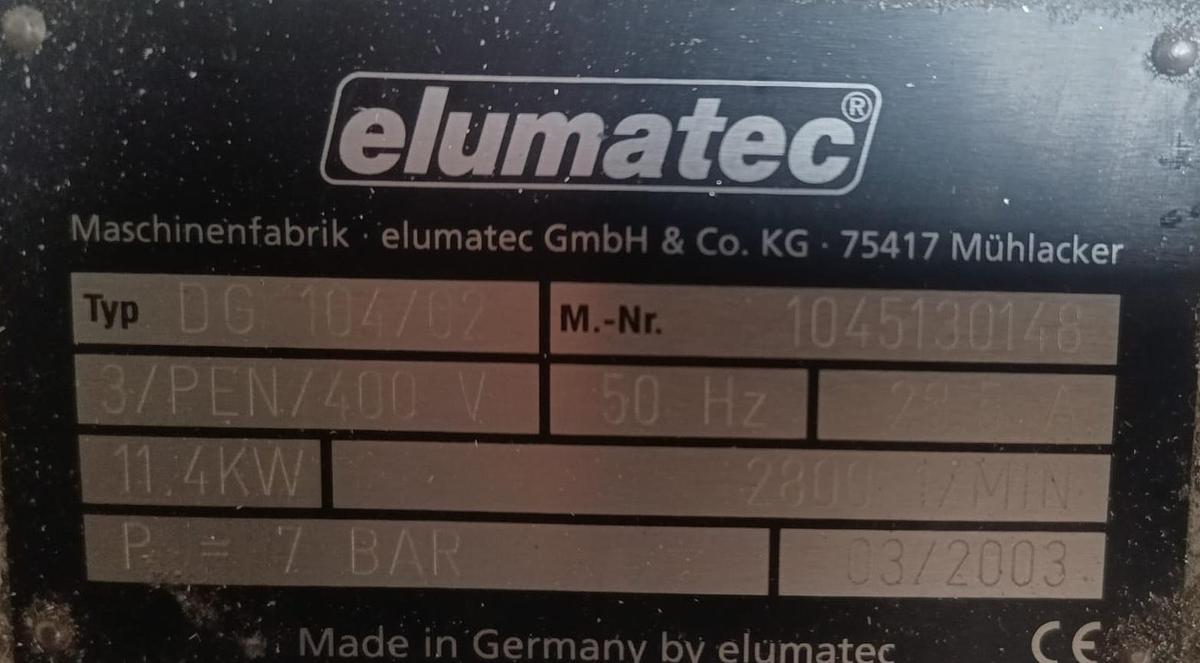 elumatec®
Maschinenfabrik · elumatec GmbH & Co. KG · 75417 Mühlacker
Typ DG 104/02 M.-Nr. 1045130148
3/PEN/400 V 50 Hz A
11.4KW 2800 1/MIN
P = 7 BAR 03/2003
Made in Germany by elumatec CE